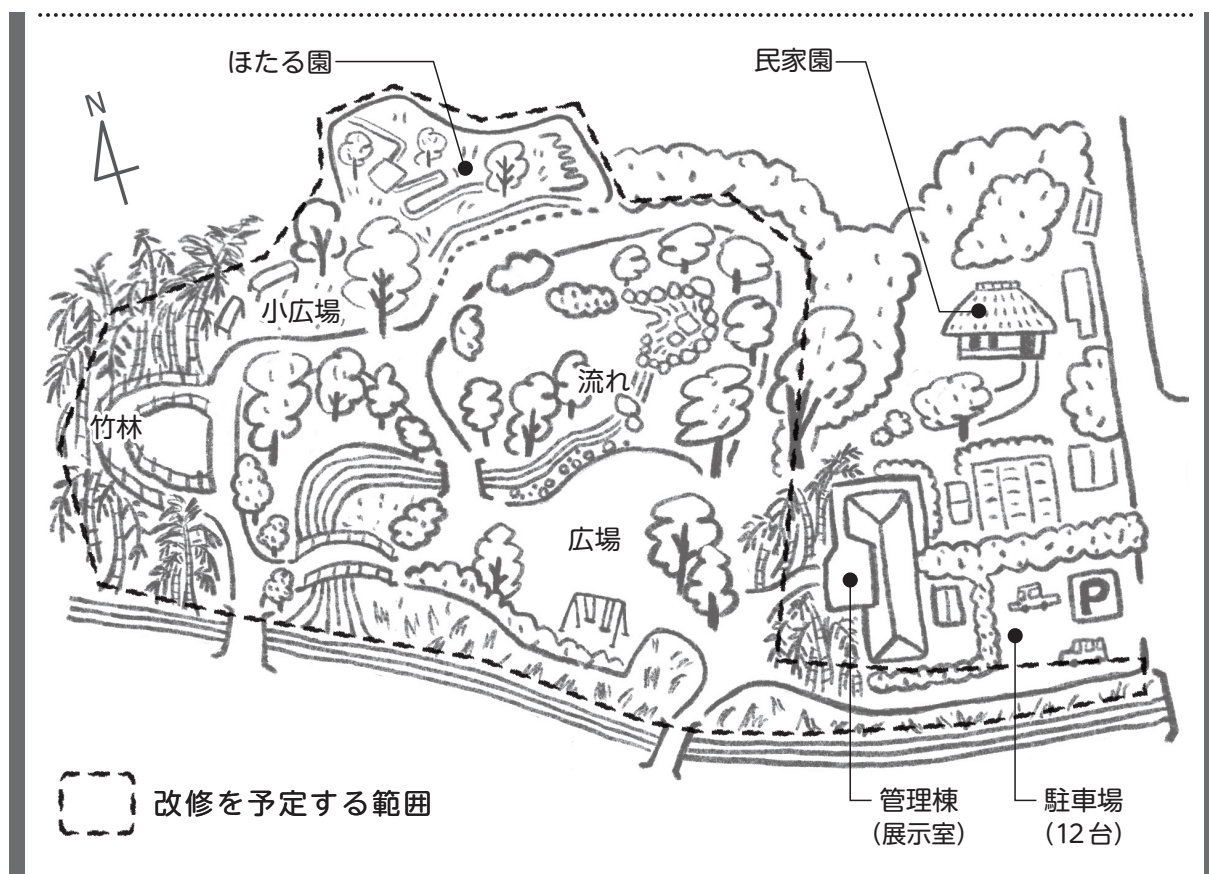 ほたる園
民家園
N
小広場
流れ
竹林
広場
P
改修を予定する範囲
管理棟
(展示室)
駐車場
(12台)